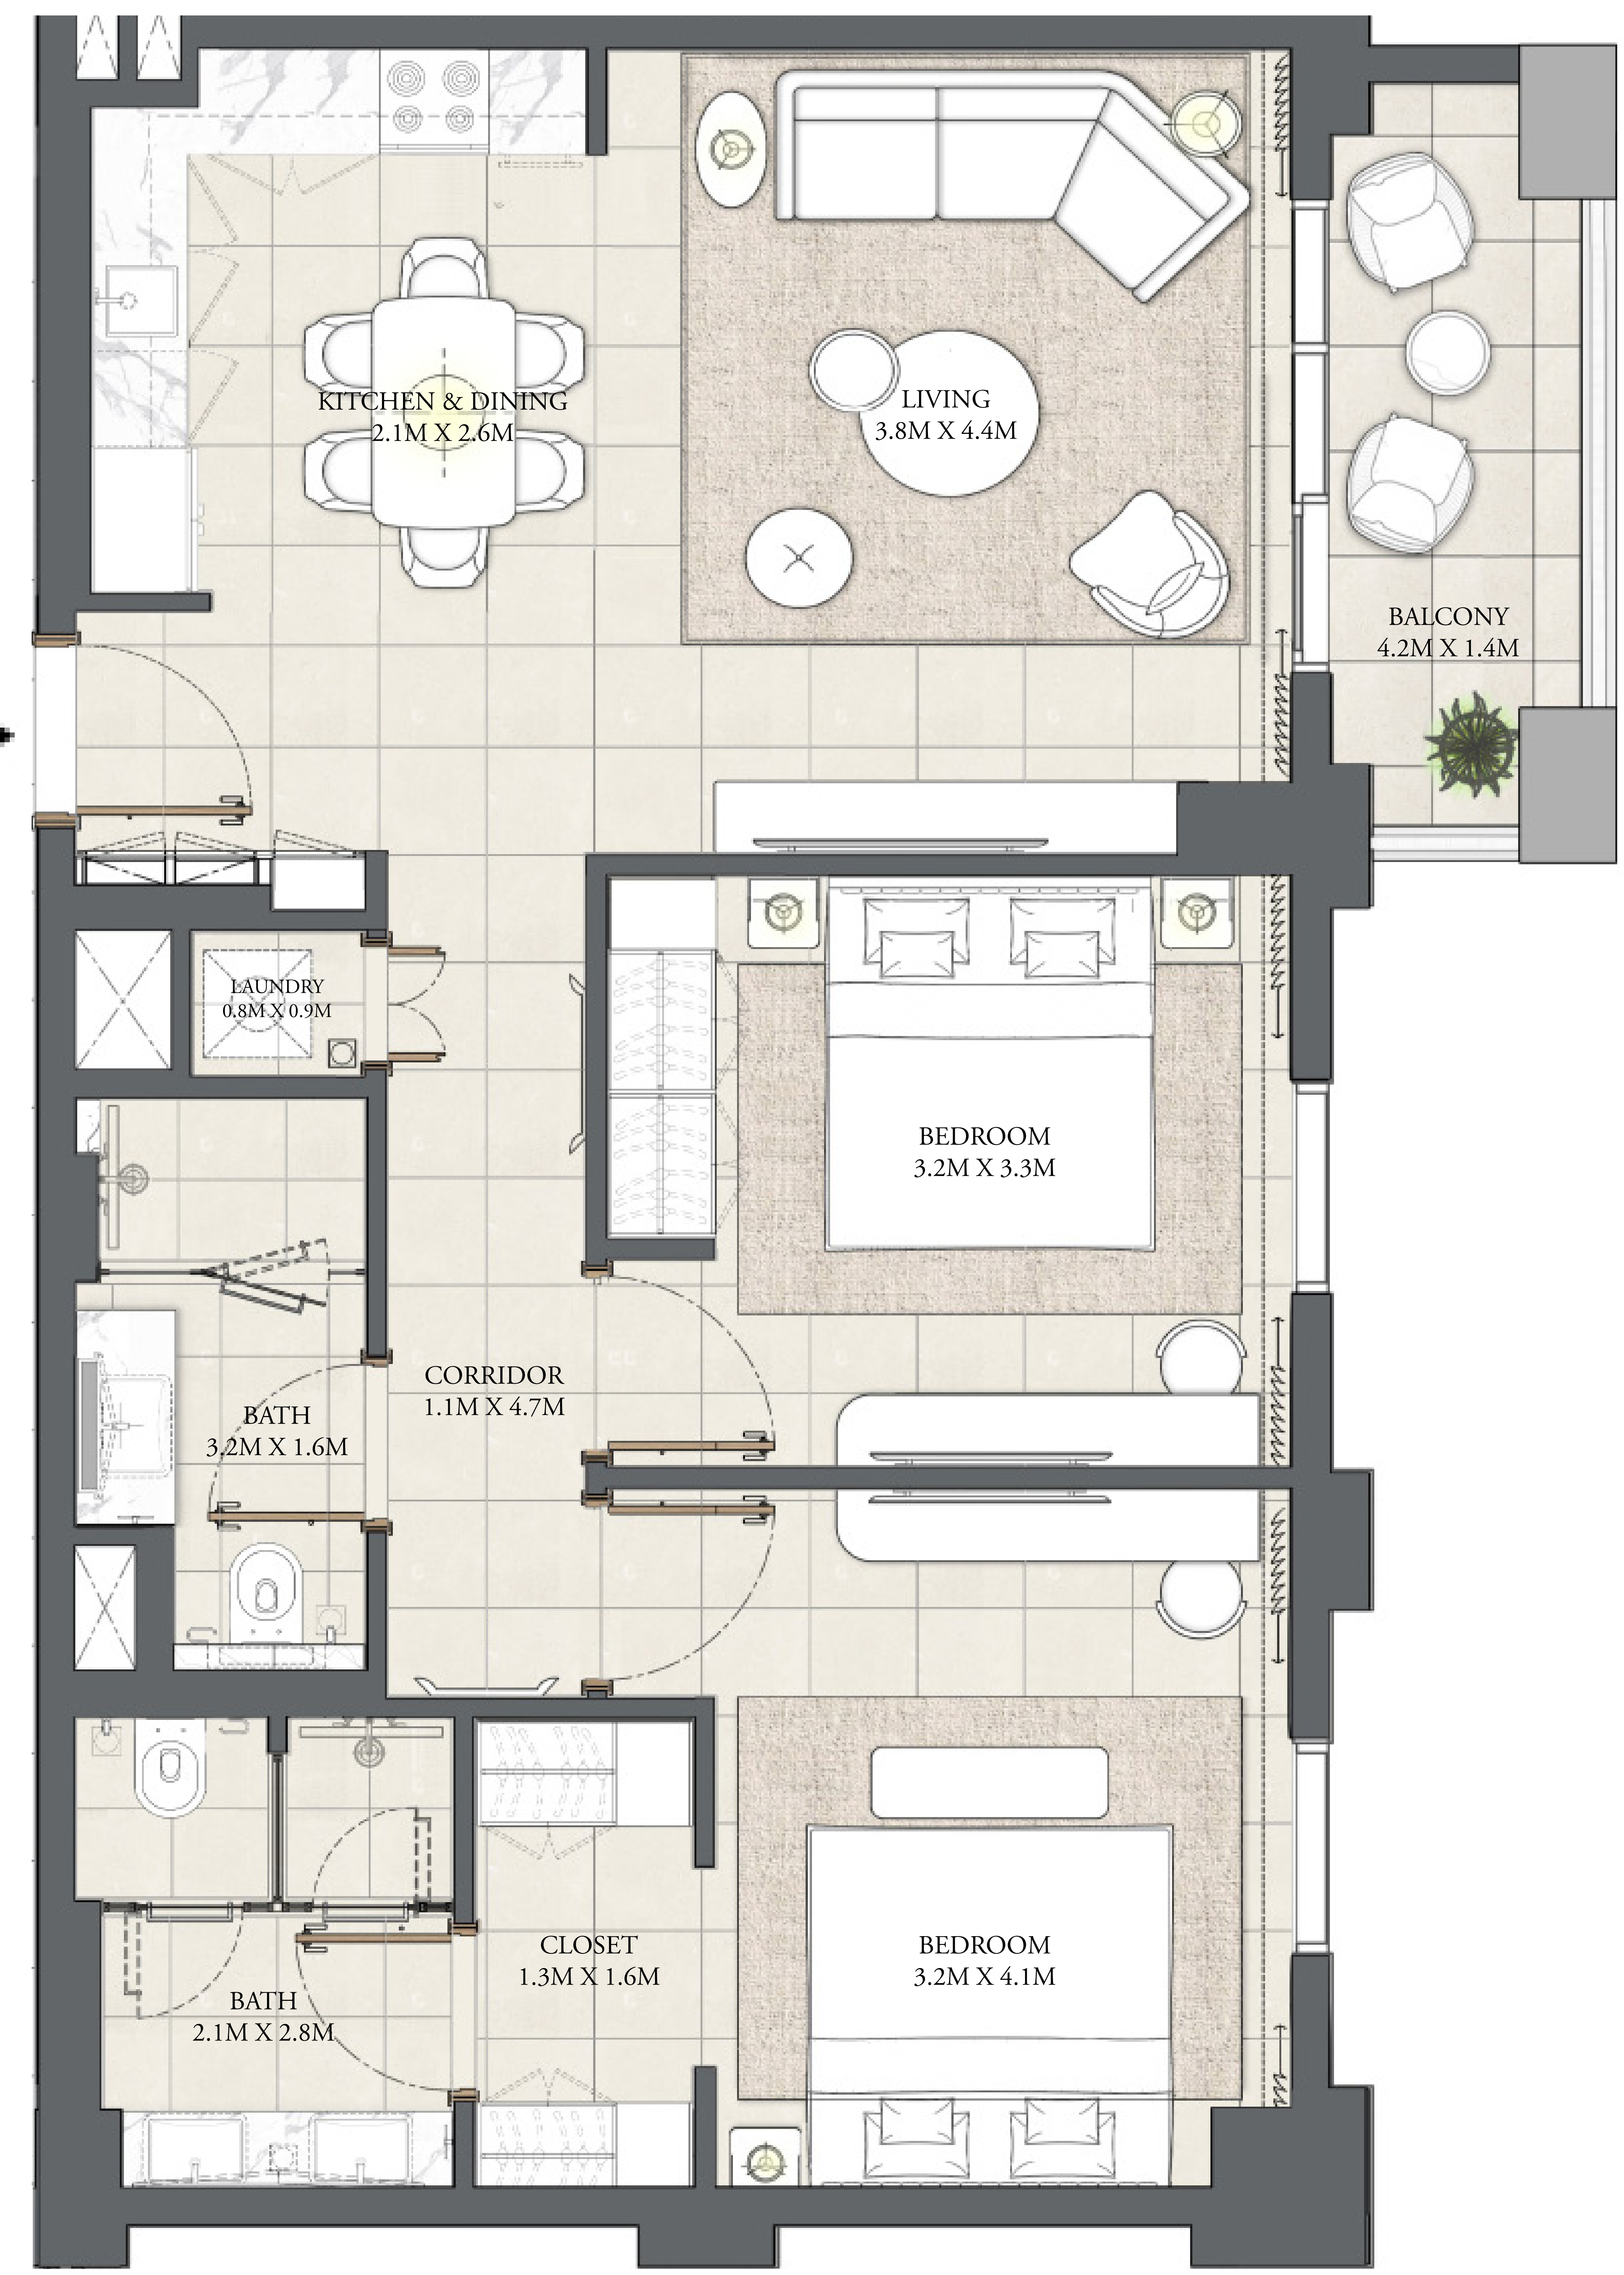 KITCHEN & DINING
2.1M X 2.6M
LIVING
3.8M X 4.4M
BALCONY
4.2M X 1.4M
LAUNDRY
0.8M X 0.9M
BEDROOM
3.2M X 3.3M
CORRIDOR
1.1M X 4.7M
BATH
3.2M X 1.6M
CLOSET
1.3M X 1.6M
BEDROOM
3.2M X 4.1M
BATH
2.1M X 2.8M